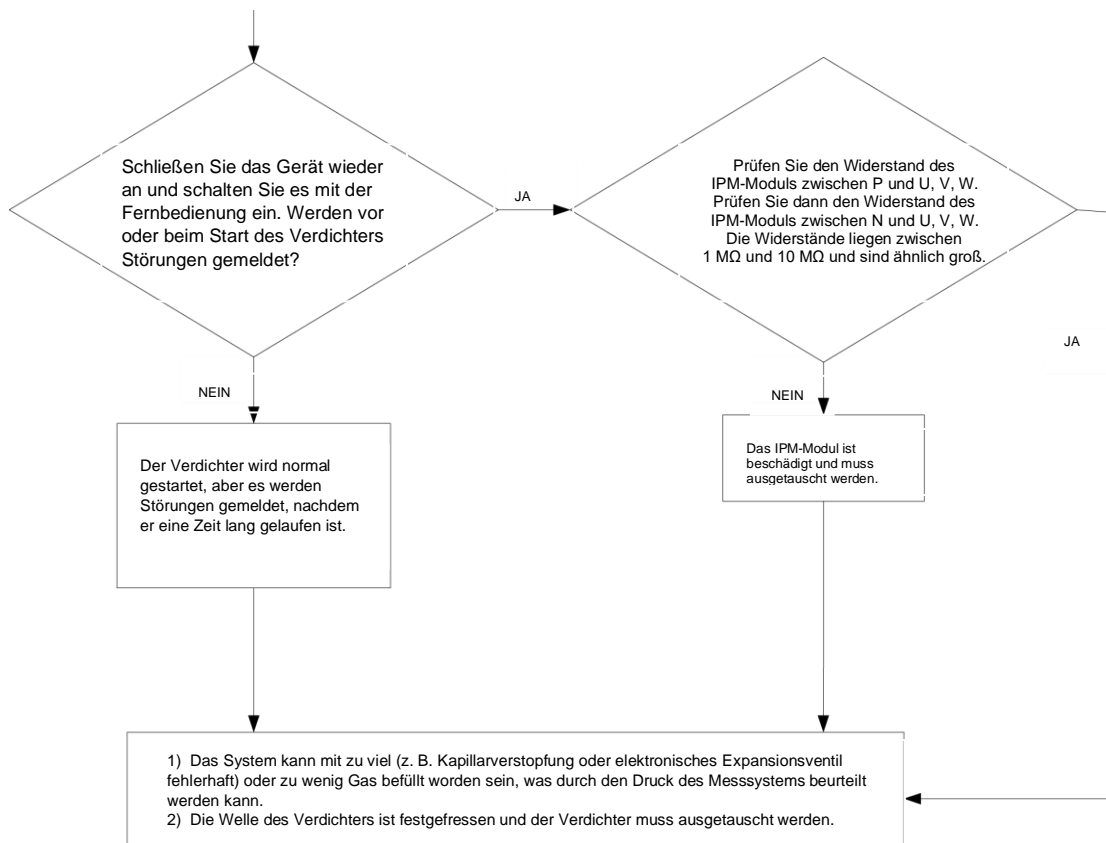 Schließen Sie das Gerät wieder
an und schalten Sie es mit der
Fernbedienung ein. Werden vor
oder beim Start des Verdichters
Störungen gemeldet?
JA
Prüfen Sie den Widerstand des
IPM-Moduls zwischen P und U, V, W.
Prüfen Sie dann den Widerstand des
IPM-Moduls zwischen N und U, V, W.
Die Widerstände liegen zwischen
1 MΩ und 10 MΩ und sind ähnlich groß.
JA
NEIN
NEIN
Der Verdichter wird normal
gestartet, aber es werden
Störungen gemeldet, nachdem
er eine Zeit lang gelaufen ist.
Das IPM-Modul ist
beschädigt und muss
ausgetauscht werden.
1) Das System kann mit zu viel (z. B. Kapillarverstopfung oder elektronisches Expansionsventil
fehlerhaft) oder zu wenig Gas befüllt worden sein, was durch den Druck des Messsystems beurteilt
werden kann.
2) Die Welle des Verdichters ist festgefressen und der Verdichter muss ausgetauscht werden.